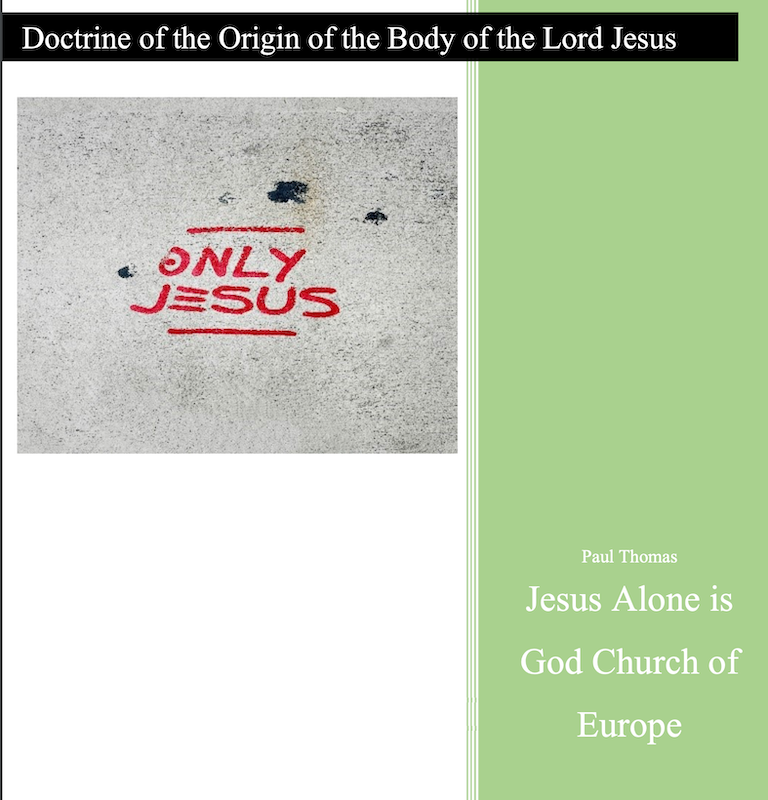 Doctrine of the Origin of the Body of the Lord Jesus
ONLY
JESUS
Paul Thomas
Jesus Alone is
God Church of
Europe